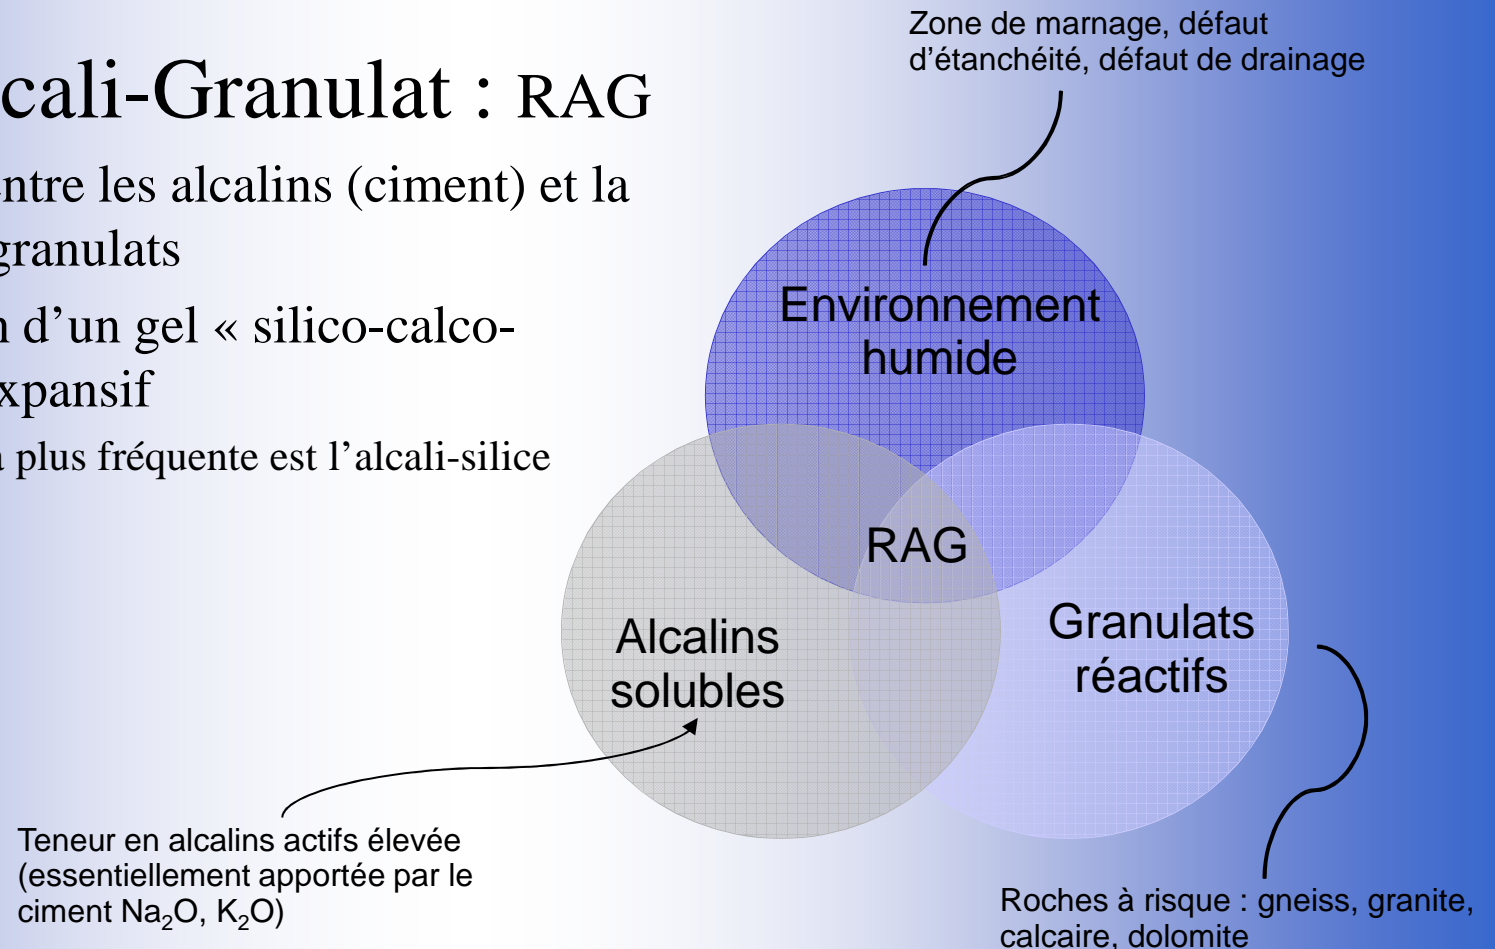 cali-Granulat : RAG
entre les alcalins (ciment) et la
granulats
n d’un gel « silico-calco-
xpansif
a plus fréquente est l’alcali-silice
Zone de marnage, défaut
d’étanchéité, défaut de drainage
Environnement
humide
RAG
Alcalins
solubles
Granulats
réactifs
Teneur en alcalins actifs élevée
(essentiellement apportée par le
ciment Na₂O, K₂O)
Roches à risque : gneiss, granite,
calcaire, dolomite